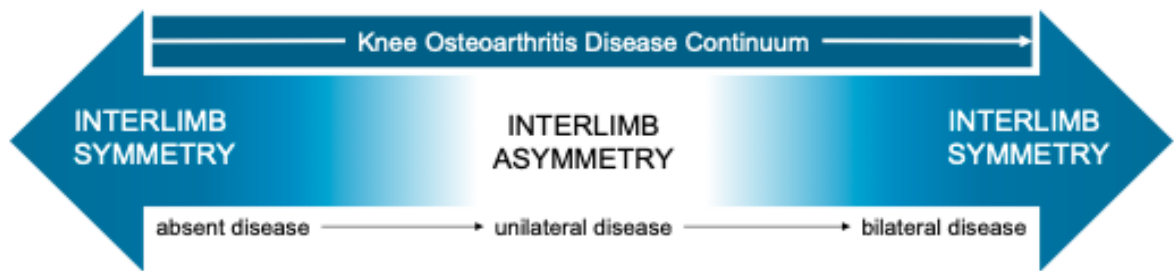 Knee Osteoarthritis Disease Continuum
INTERLIMB
SYMMETRY
INTERLIMB
ASYMMETRY
INTERLIMB
SYMMETRY
absent disease
unilateral disease
bilateral disease